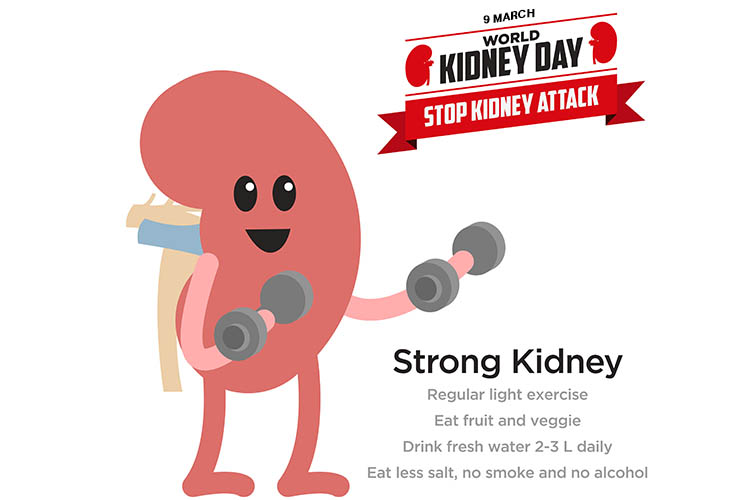 9 MARCH
WORLD
KIDNEY DAY
STOP KIDNEY ATTACK
Strong Kidney
Regular light exercise
Eat fruit and veggie
Drink fresh water 2-3 L daily
Eat less salt, no smoke and no alcohol